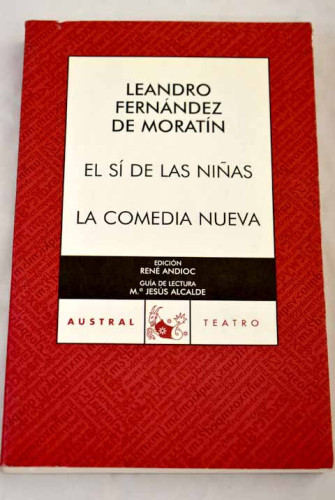 LEANDRO
FERNÁNDEZ
DE MORATÍN
EL SÍ DE LAS NIÑAS
LA COMEDIA NUEVA
EDICIÓN
RENÉ ANDIOC
GUÍA DE LECTURA
M.ª JESÚS ALCALDE
AUSTRAL TEATRO